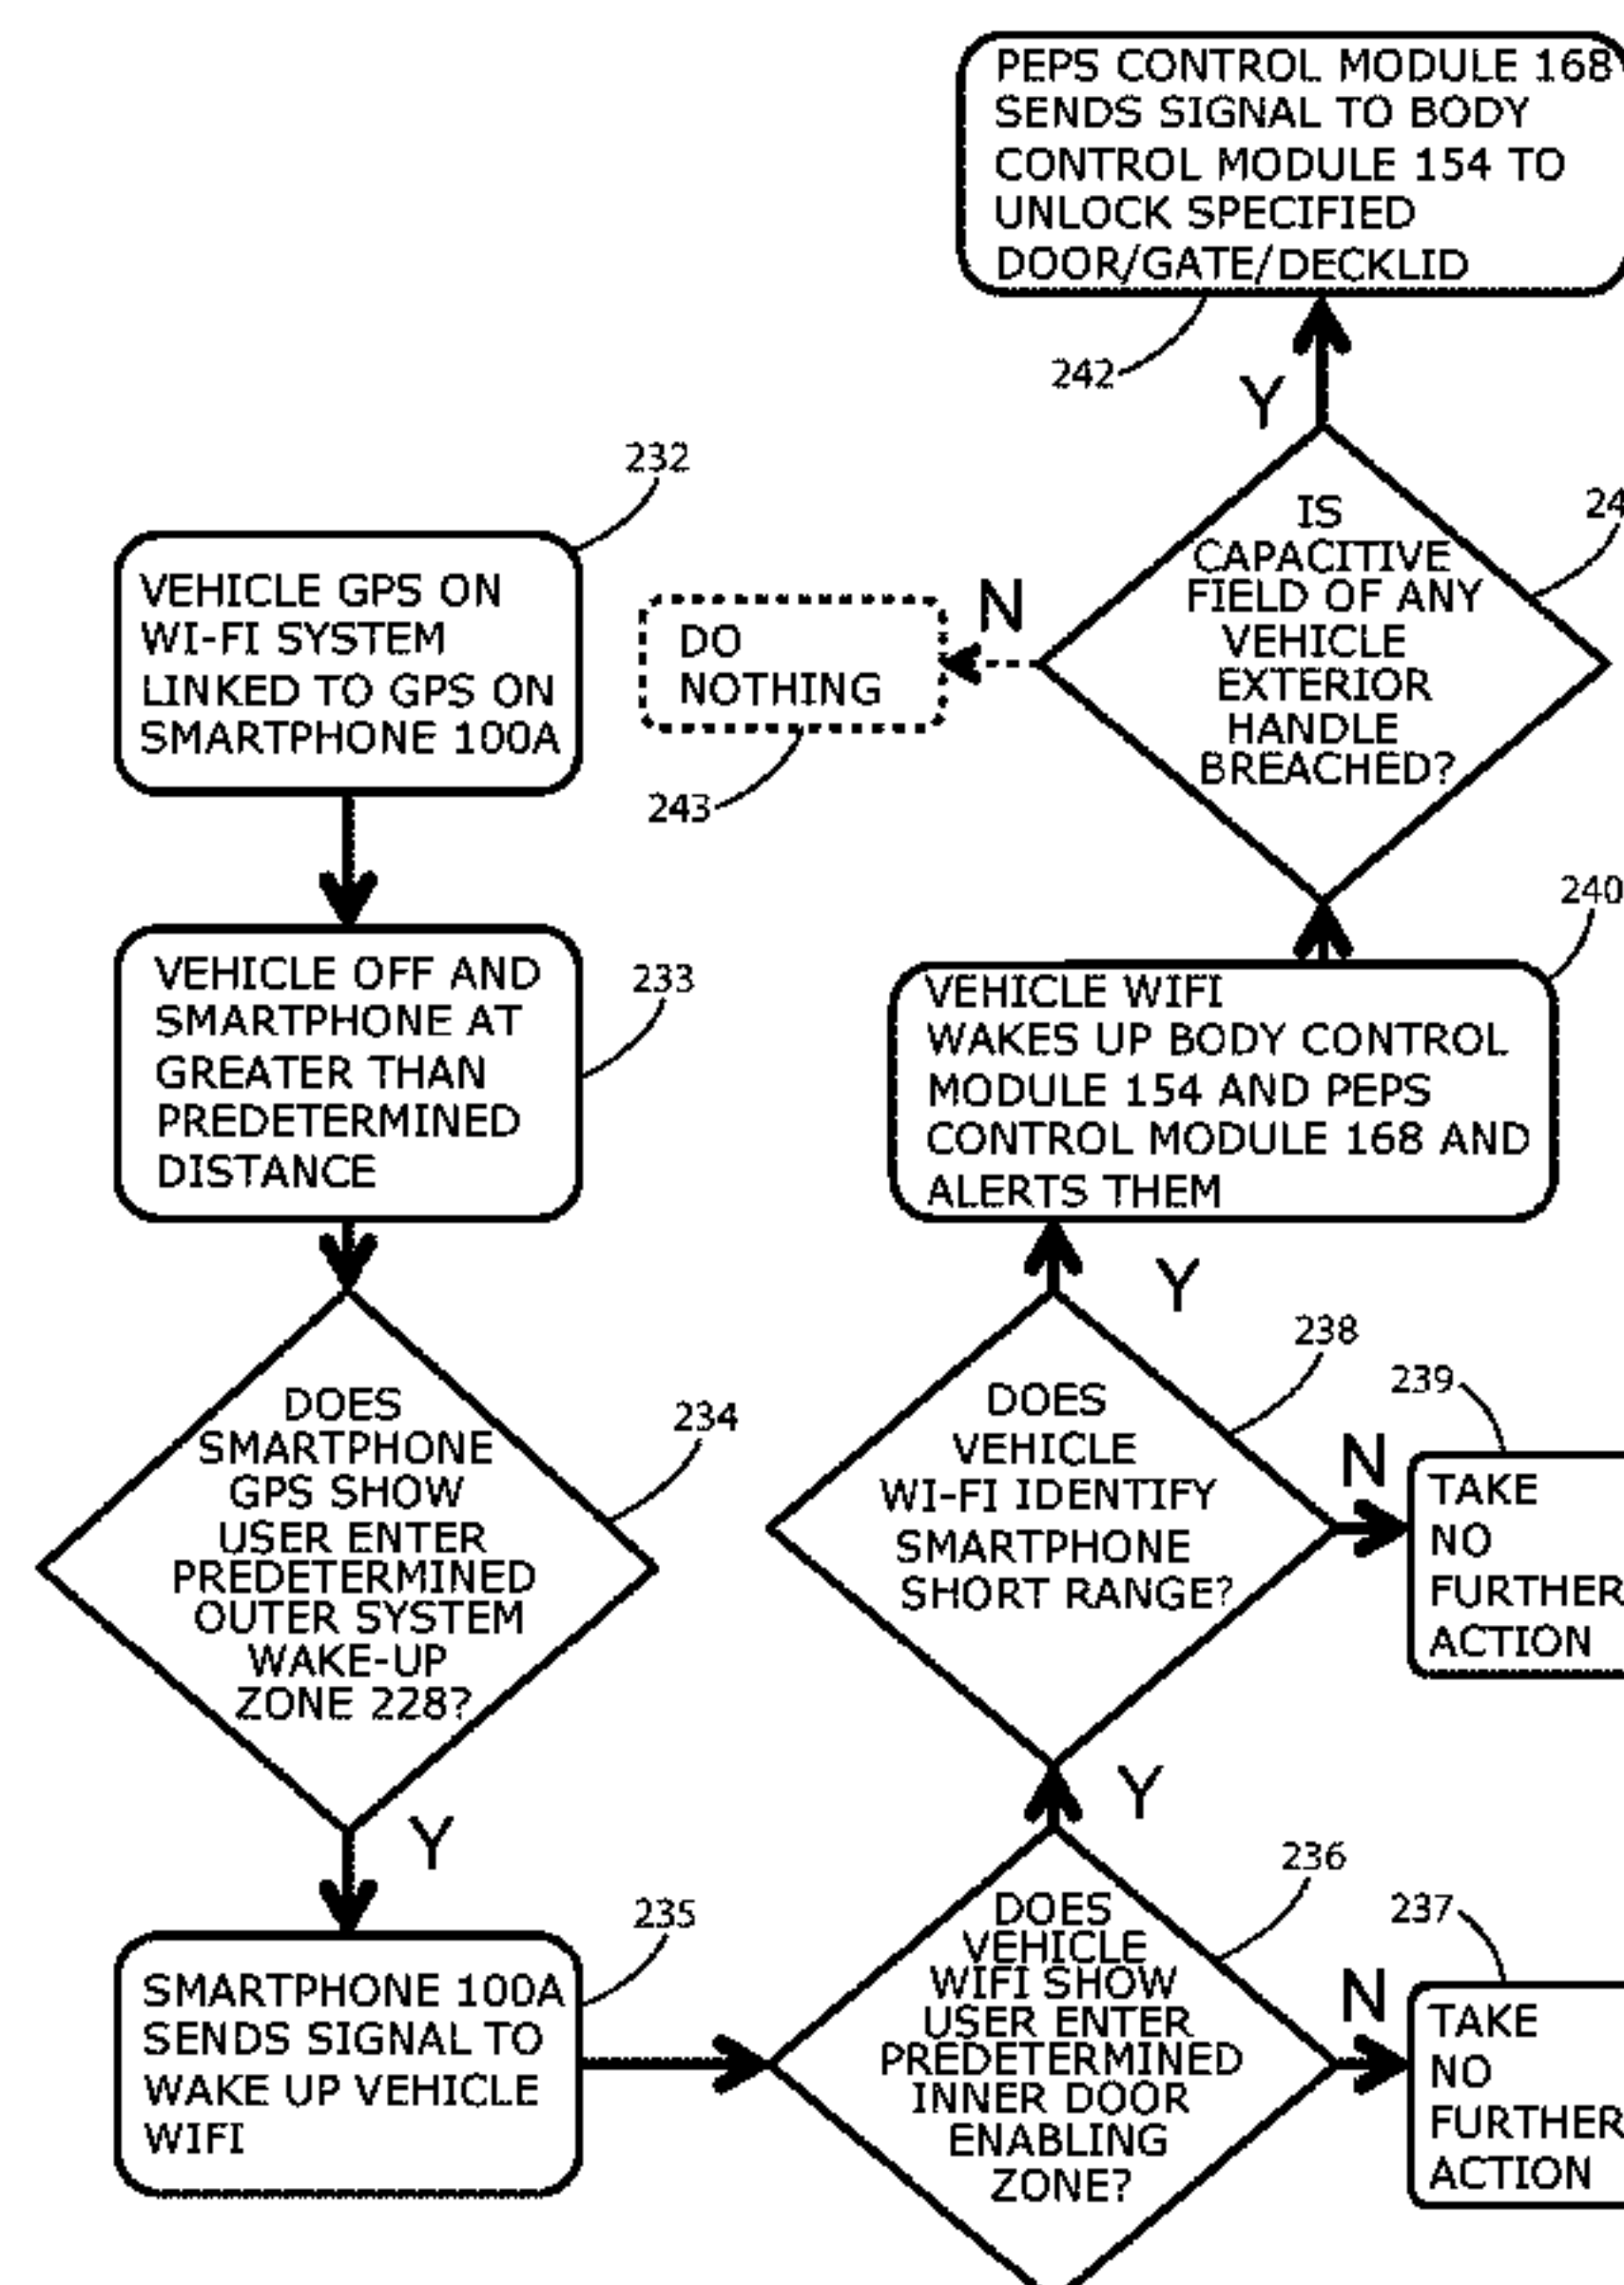 232
VEHICLE GPS ON
WI-FI SYSTEM
LINKED TO GPS ON
SMARTPHONE 100A
VEHICLE OFF AND
SMARTPHONE AT
GREATER THAN
PREDETERMINED
DISTANCE
233
DOES
SMARTPHONE
GPS SHOW
USER ENTER
PREDETERMINED
OUTER SYSTEM
WAKE-UP
ZONE 228?
234
Y
SMARTPHONE 100A
SENDS SIGNAL TO
WAKE UP VEHICLE
WIFI
235
DOES
VEHICLE
WIFI SHOW
USER ENTER
PREDETERMINED
INNER DOOR
ENABLING
ZONE?
236
N
237
TAKE
NO
FURTHER
ACTION
Y
DOES
VEHICLE
WI-FI IDENTIFY
SMARTPHONE
SHORT RANGE?
238
N
239
TAKE
NO
FURTHER
ACTION
Y
VEHICLE WIFI
WAKES UP BODY CONTROL
MODULE 154 AND PEPS
CONTROL MODULE 168 AND
ALERTS THEM
240
IS
CAPACITIVE
FIELD OF ANY
VEHICLE
EXTERIOR
HANDLE
BREACHED?
N
DO
NOTHING
243
Y
PEPS CONTROL MODULE 168
SENDS SIGNAL TO BODY
CONTROL MODULE 154 TO
UNLOCK SPECIFIED
DOOR/GATE/DECKLID
242